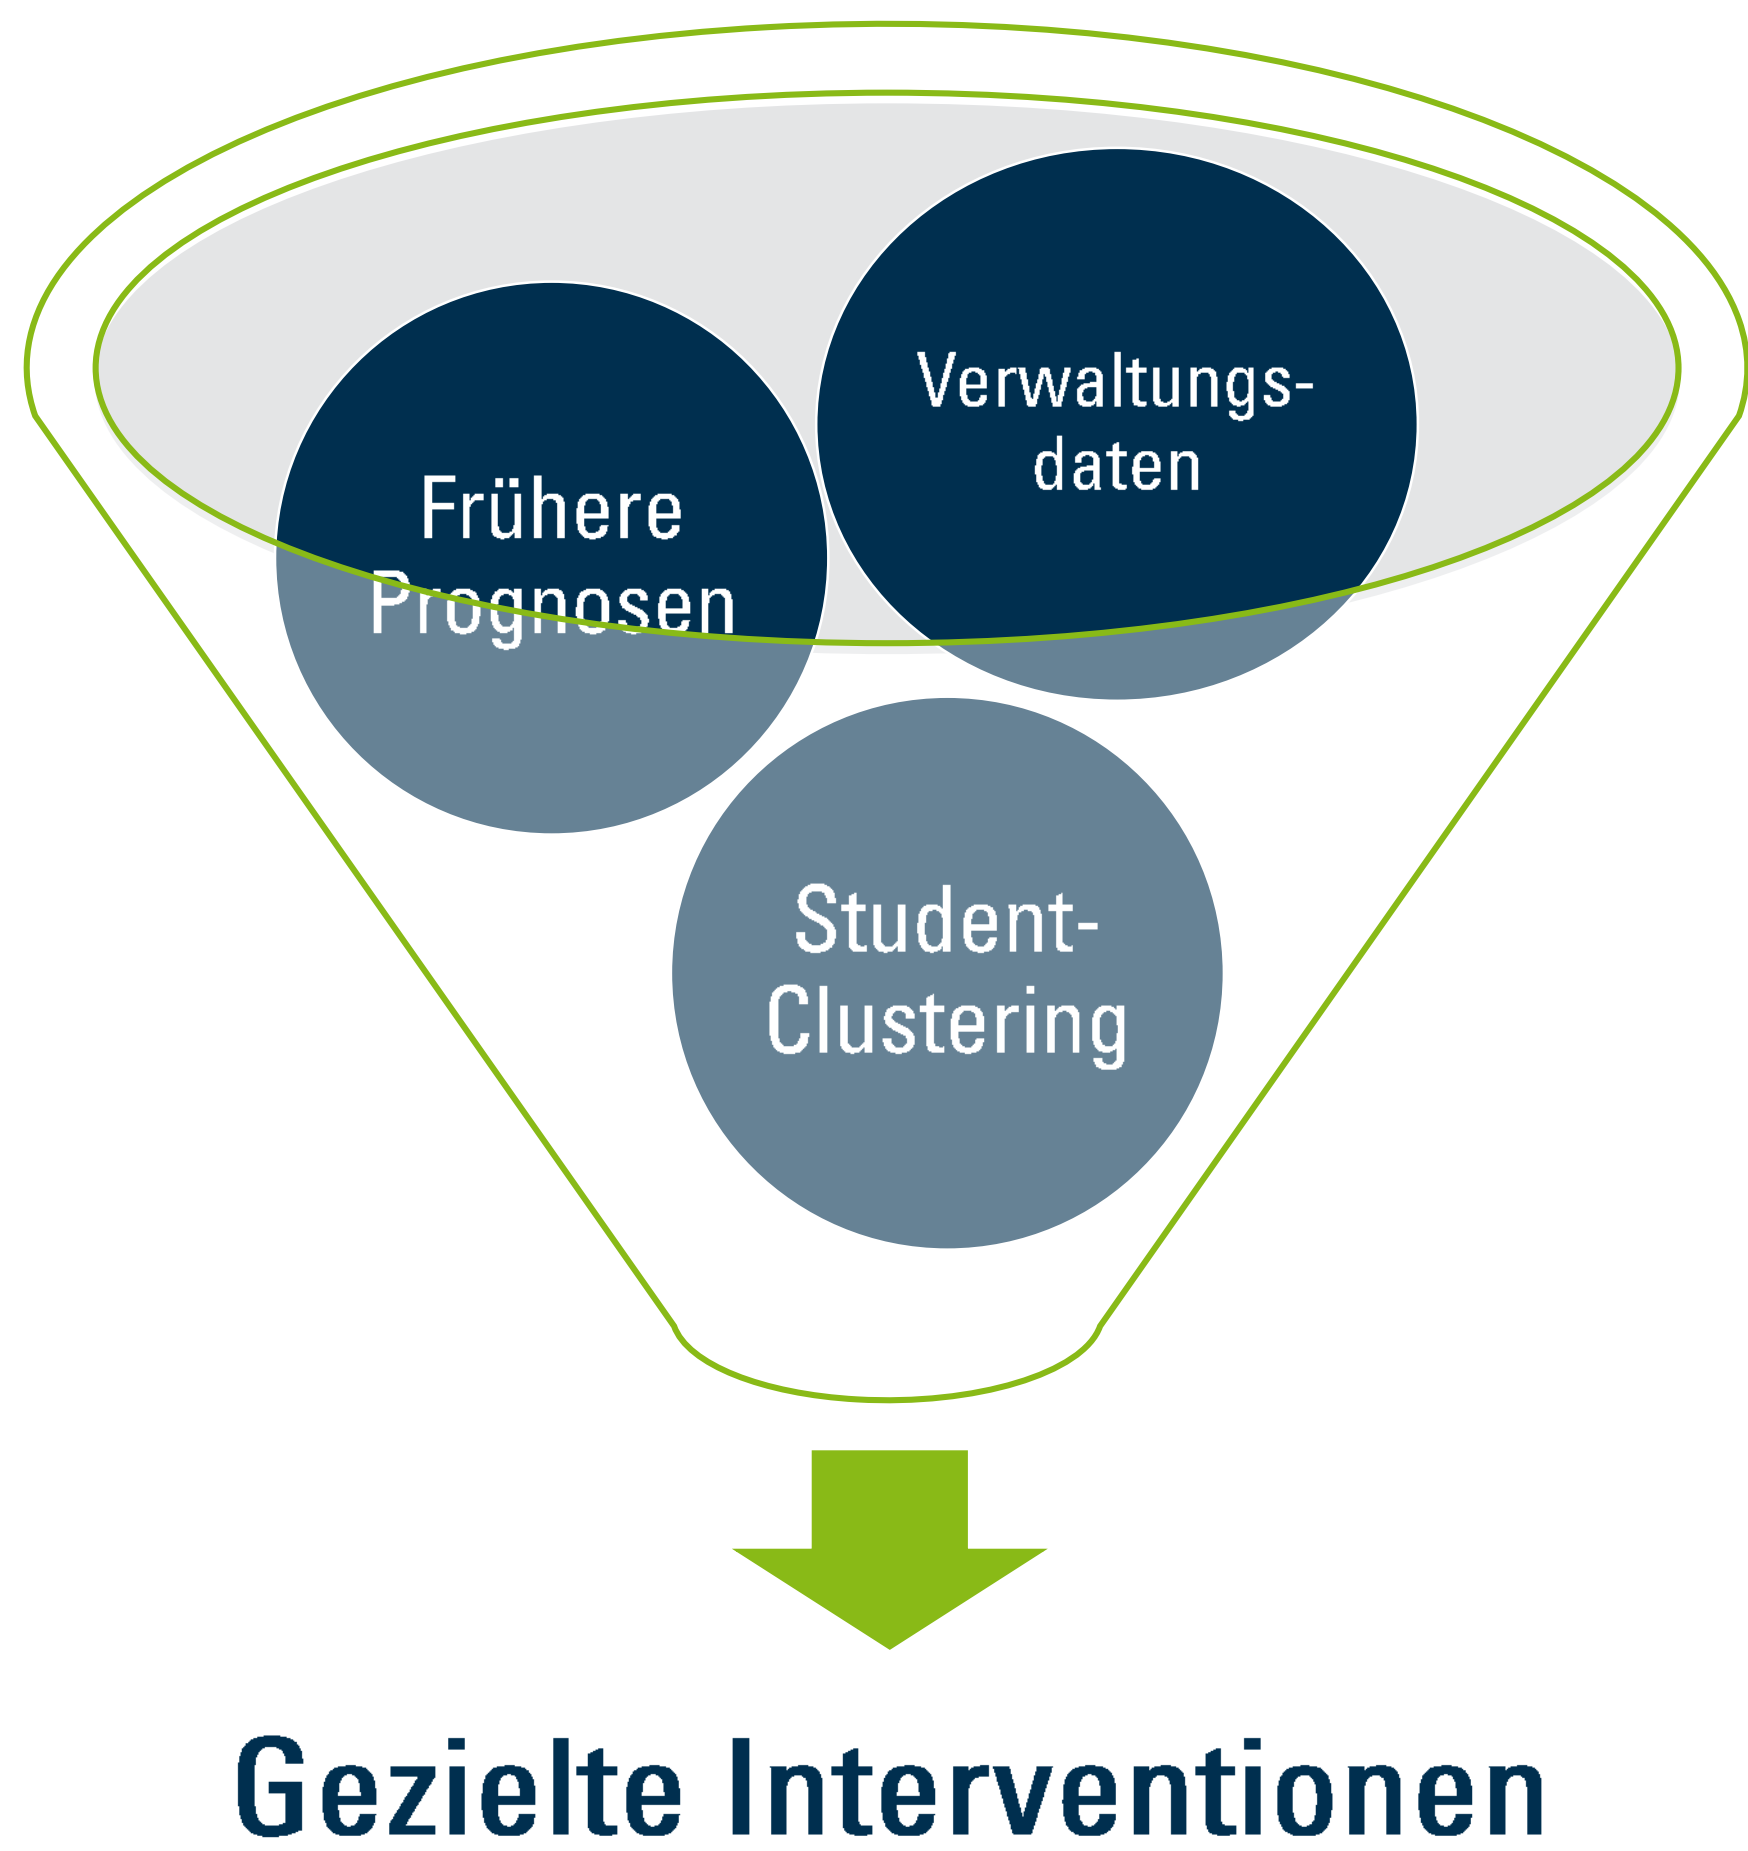 Verwaltungs-
daten
Frühere
Prognosen
Student-
Clustering
Gezielte Interventionen